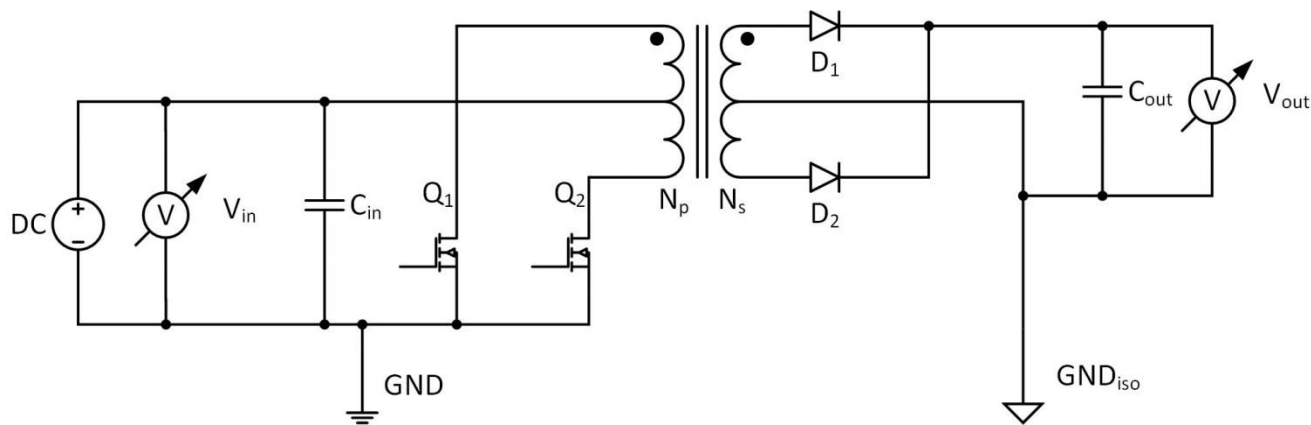 D₁
Cout
V
Vout
Q₁
Q₂
Np
Ns
D₂
DC
+
−
V
Vin
Cin
GND
GNDiso